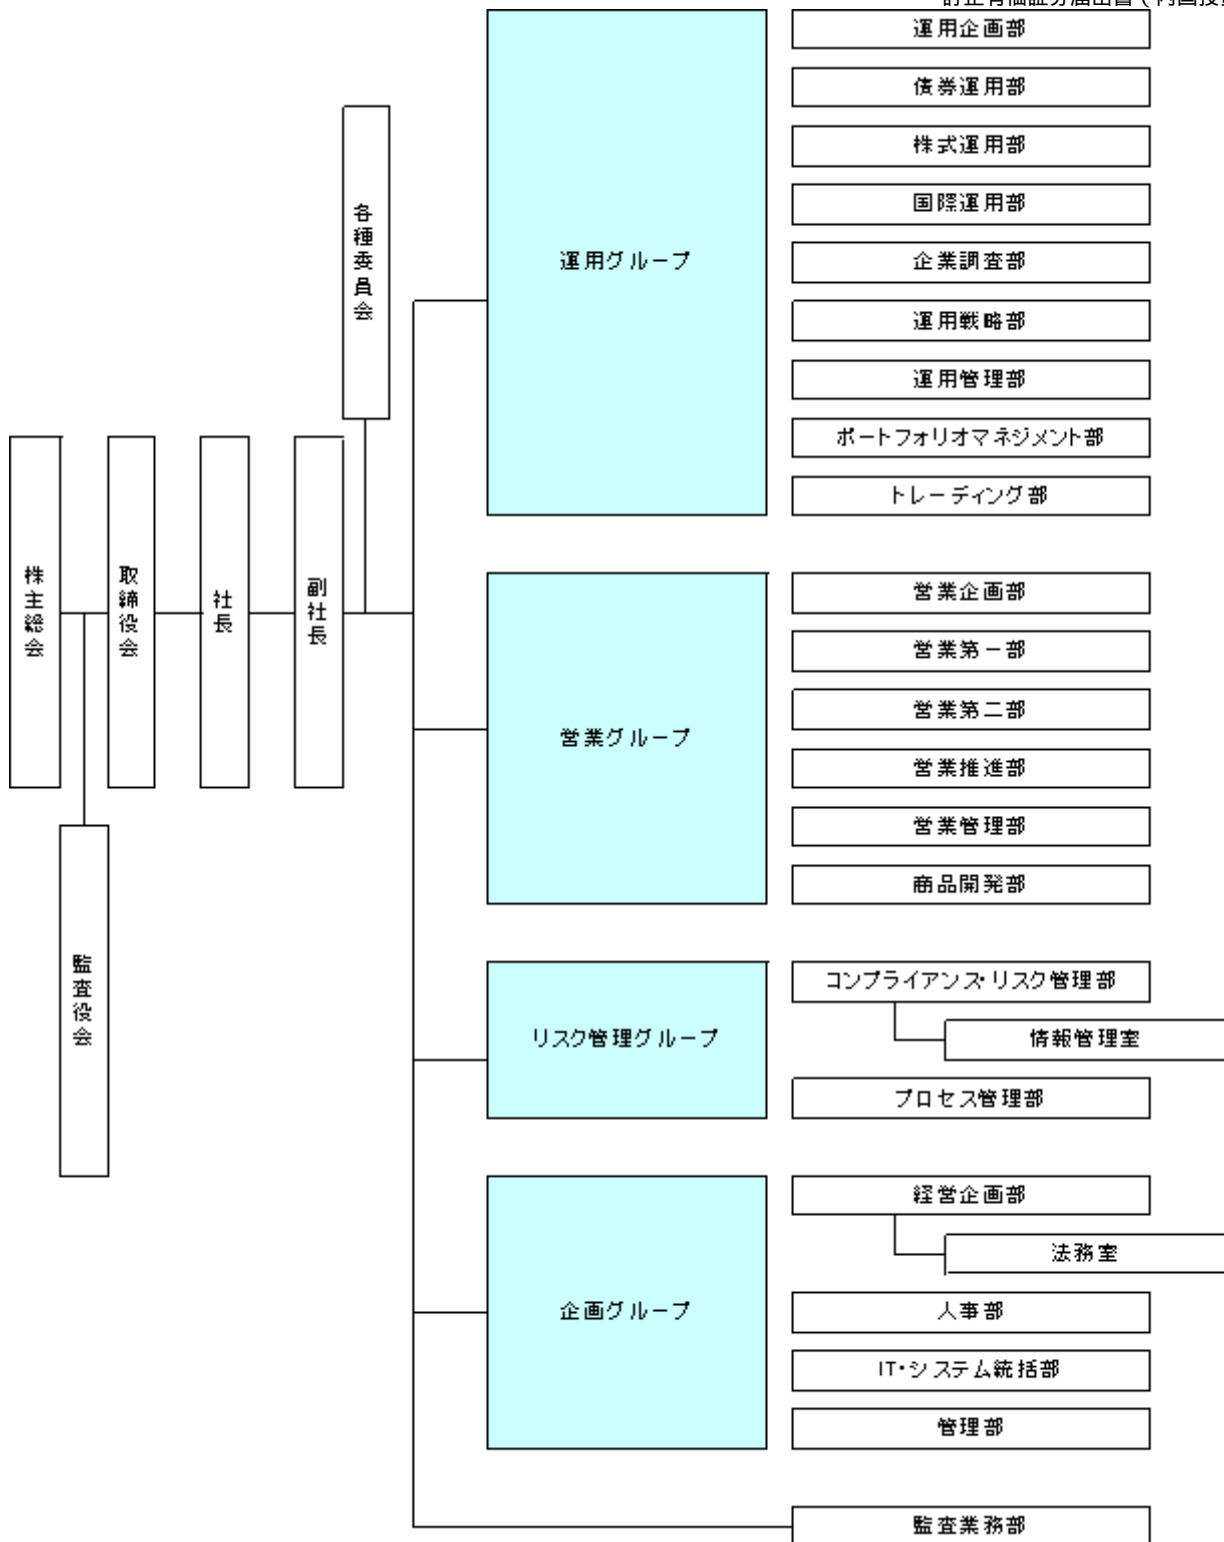 運用企画部
債券運用部
株式運用部
国際運用部
企業調査部
運用戦略部
運用管理部
ポートフォリオマネジメント部
トレーディング部
各種委員会
運用グループ
株主総会
取締役会
社長
副社長
監査役会
営業グループ
営業企画部
営業第一部
営業第二部
営業推進部
営業管理部
商品開発部
リスク管理グループ
コンプライアンス・リスク管理部
情報管理室
プロセス管理部
企画グループ
経営企画部
法務室
人事部
IT・システム統括部
管理部
監査業務部